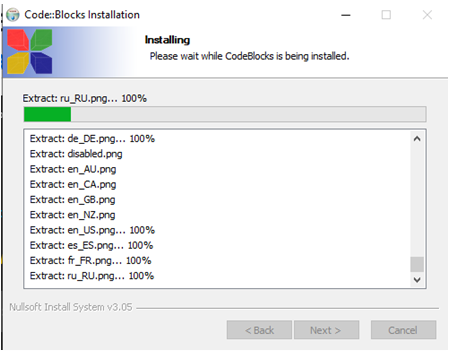 Code::Blocks Installation
Installing
Please wait while CodeBlocks is being installed.
Extract: ru_RU.png... 100%
Extract: de_DE.png... 100%
Extract: disabled.png
Extract: en_AU.png
Extract: en_CA.png
Extract: en_GB.png
Extract: en_NZ.png
Extract: en_US.png... 100%
Extract: es_ES.png... 100%
Extract: fr_FR.png... 100%
Extract: ru_RU.png... 100%
Nullsoft Install System v3.05
< Back Next > Cancel